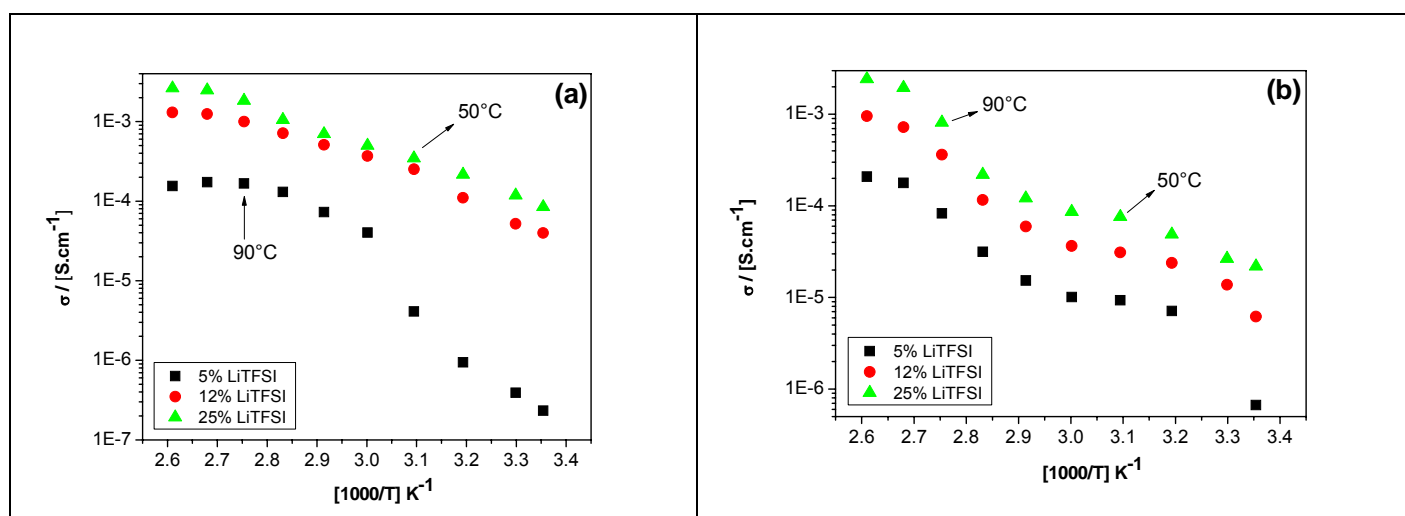 (a)
50°C
90°C
σ / [S.cm⁻¹]
1E-3
1E-4
1E-5
1E-6
1E-7
5% LiTFSI
12% LiTFSI
25% LiTFSI
2.6 2.7 2.8 2.9 3.0 3.1 3.2 3.3 3.4
[1000/T] K⁻¹
(b)
90°C
50°C
σ / [S.cm⁻¹]
1E-3
1E-4
1E-5
1E-6
5% LiTFSI
12% LiTFSI
25% LiTFSI
2.6 2.7 2.8 2.9 3.0 3.1 3.2 3.3 3.4
[1000/T] K⁻¹